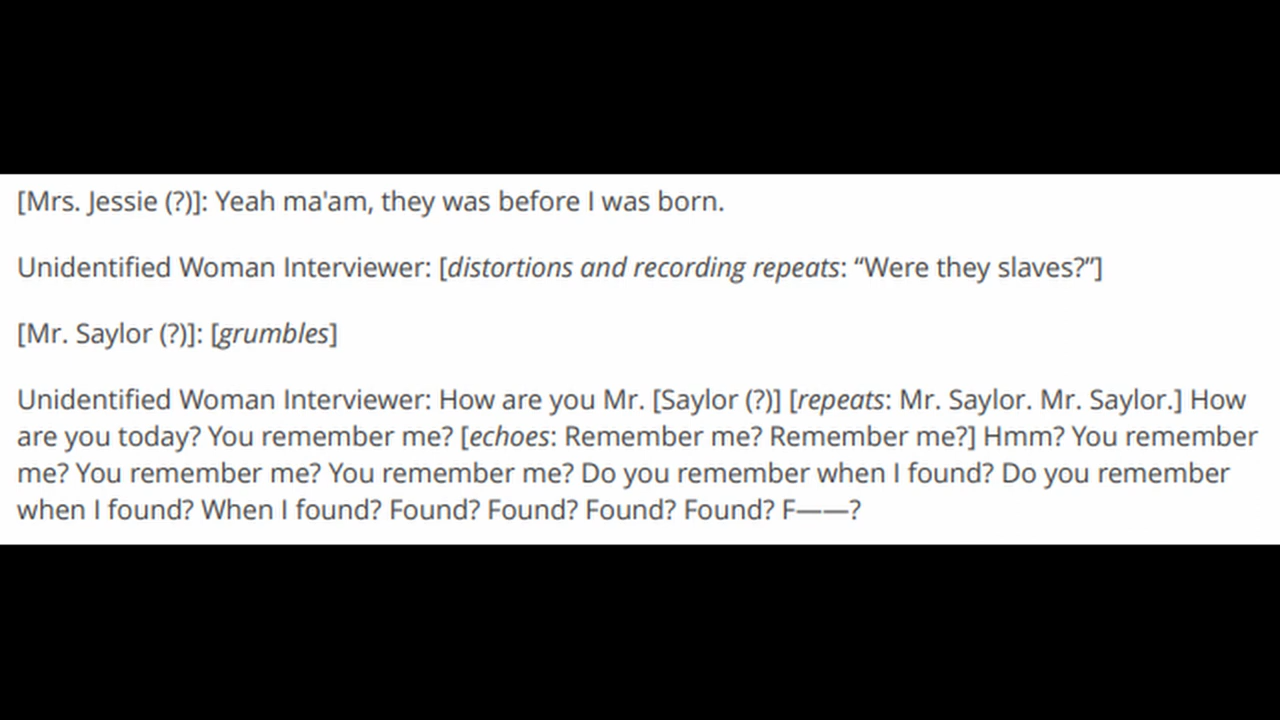 [Mrs. Jessie (?)]: Yeah ma'am, they was before I was born.
Unidentified Woman Interviewer: [distortions and recording repeats: “Were they slaves?”]
[Mr. Saylor (?)]: [grumbles]
Unidentified Woman Interviewer: How are you Mr. [Saylor (?)] [repeats: Mr. Saylor. Mr. Saylor.] How
are you today? You remember me? [echoes: Remember me? Remember me?] Hmm? You remember
me? You remember me? You remember me? Do you remember when I found? Do you remember
when I found? When I found? Found? Found? Found? Found? F——?